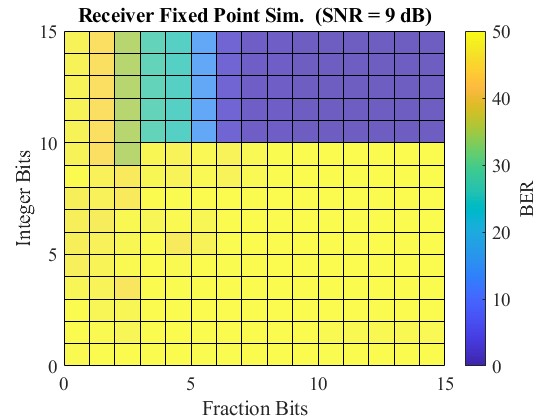 Receiver Fixed Point Sim. (SNR = 9 dB)
15
10
5
0
Integer Bits
0 5 10 15
Fraction Bits
50
40
30
20
10
0
BER